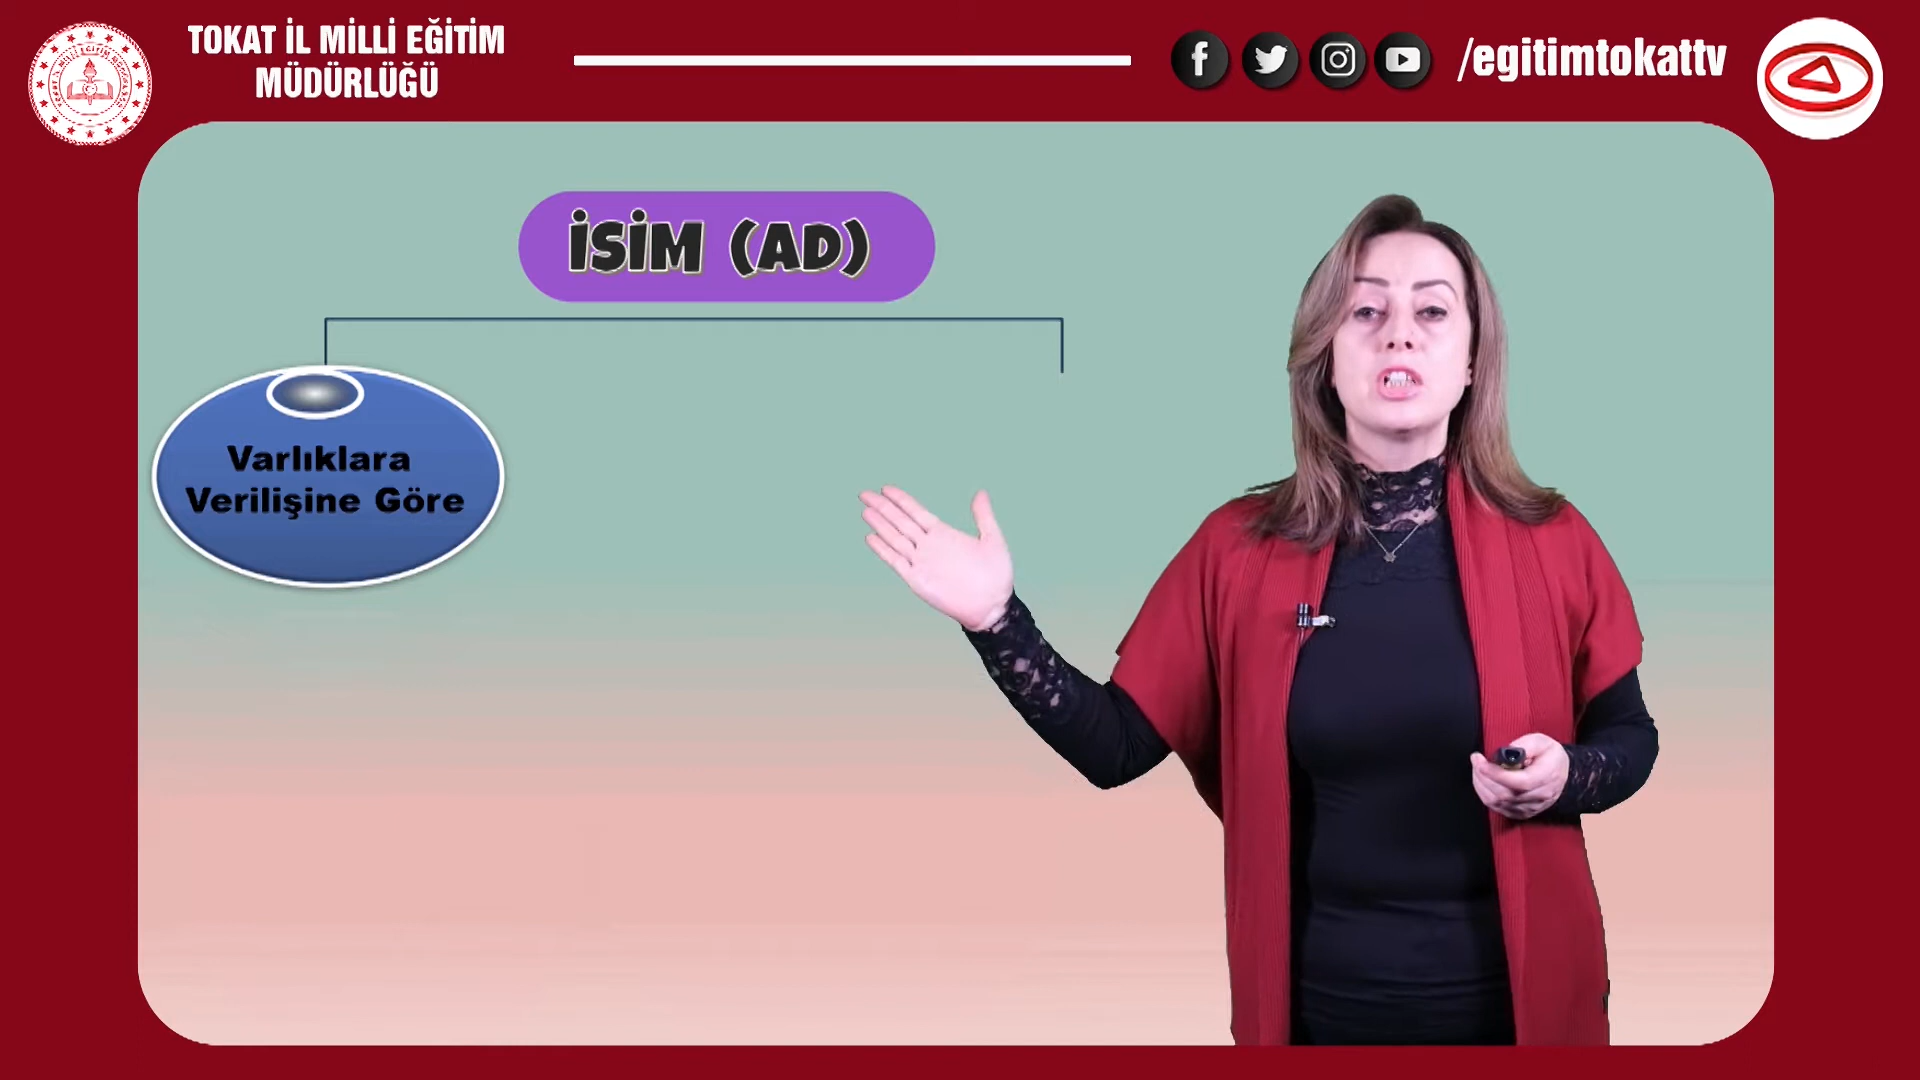 TOKAT İL MİLLİ EĞİTİM
MÜDÜRLÜĞÜ
/egitimtokattv
İSİM (AD)
Varlıklara
Verilişine Göre